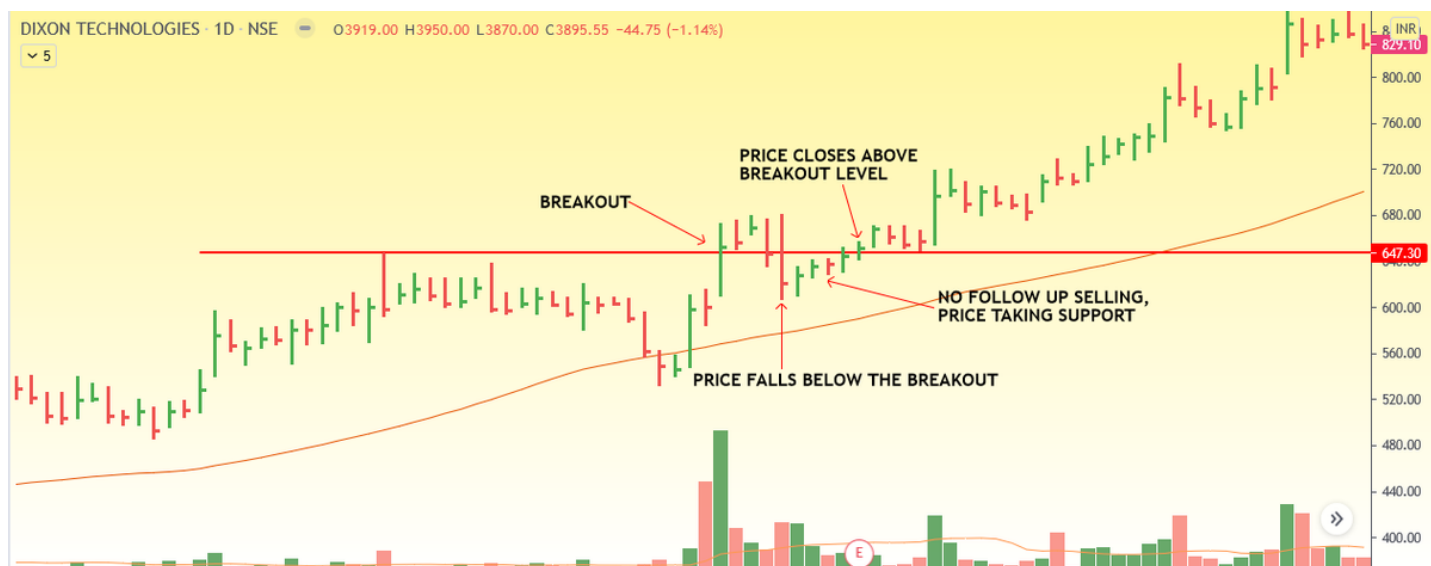 DIXON TECHNOLOGIES · 1D · NSE O3919.00 H3950.00 L3870.00 C3895.55 −44.75 (−1.14%)
5
INR
829.10
800.00
760.00
PRICE CLOSES ABOVE
BREAKOUT LEVEL
720.00
BREAKOUT
680.00
647.30
NO FOLLOW UP SELLING,
PRICE TAKING SUPPORT
600.00
560.00
PRICE FALLS BELOW THE BREAKOUT
520.00
480.00
440.00
E
400.00